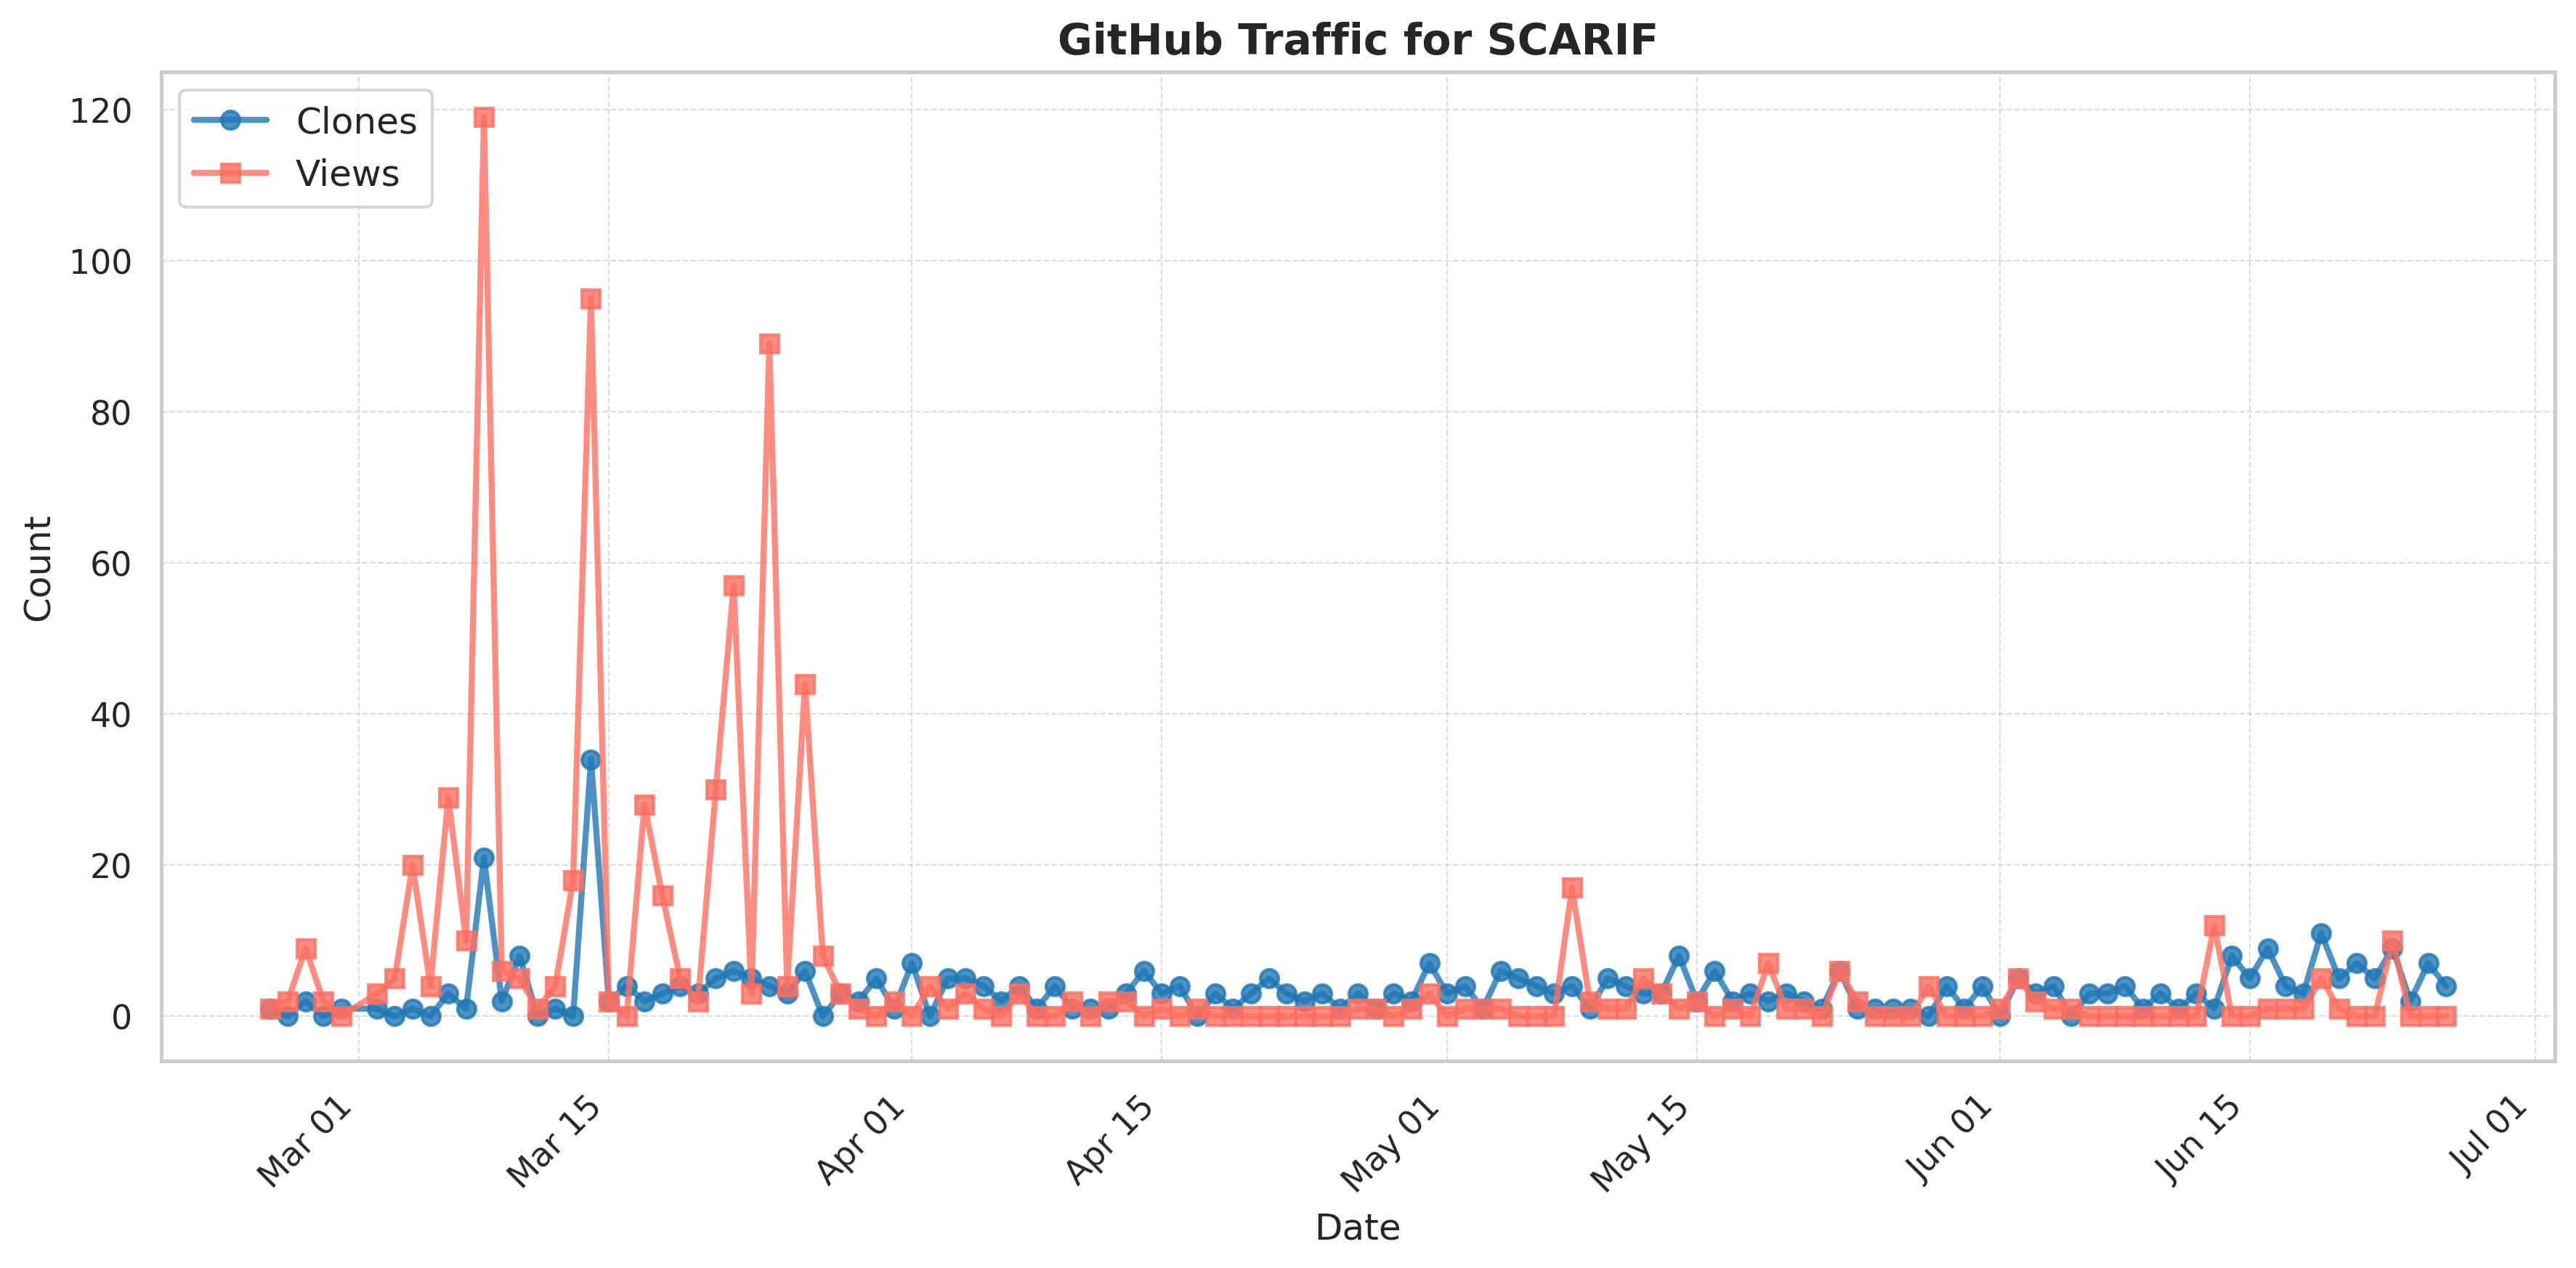 GitHub Traffic for SCARIF
Clones
Views
120
100
80
60
40
20
0
Count
Mar 01
Mar 15
Apr 01
Apr 15
May 01
May 15
Jun 01
Jun 15
Jul 01
Date